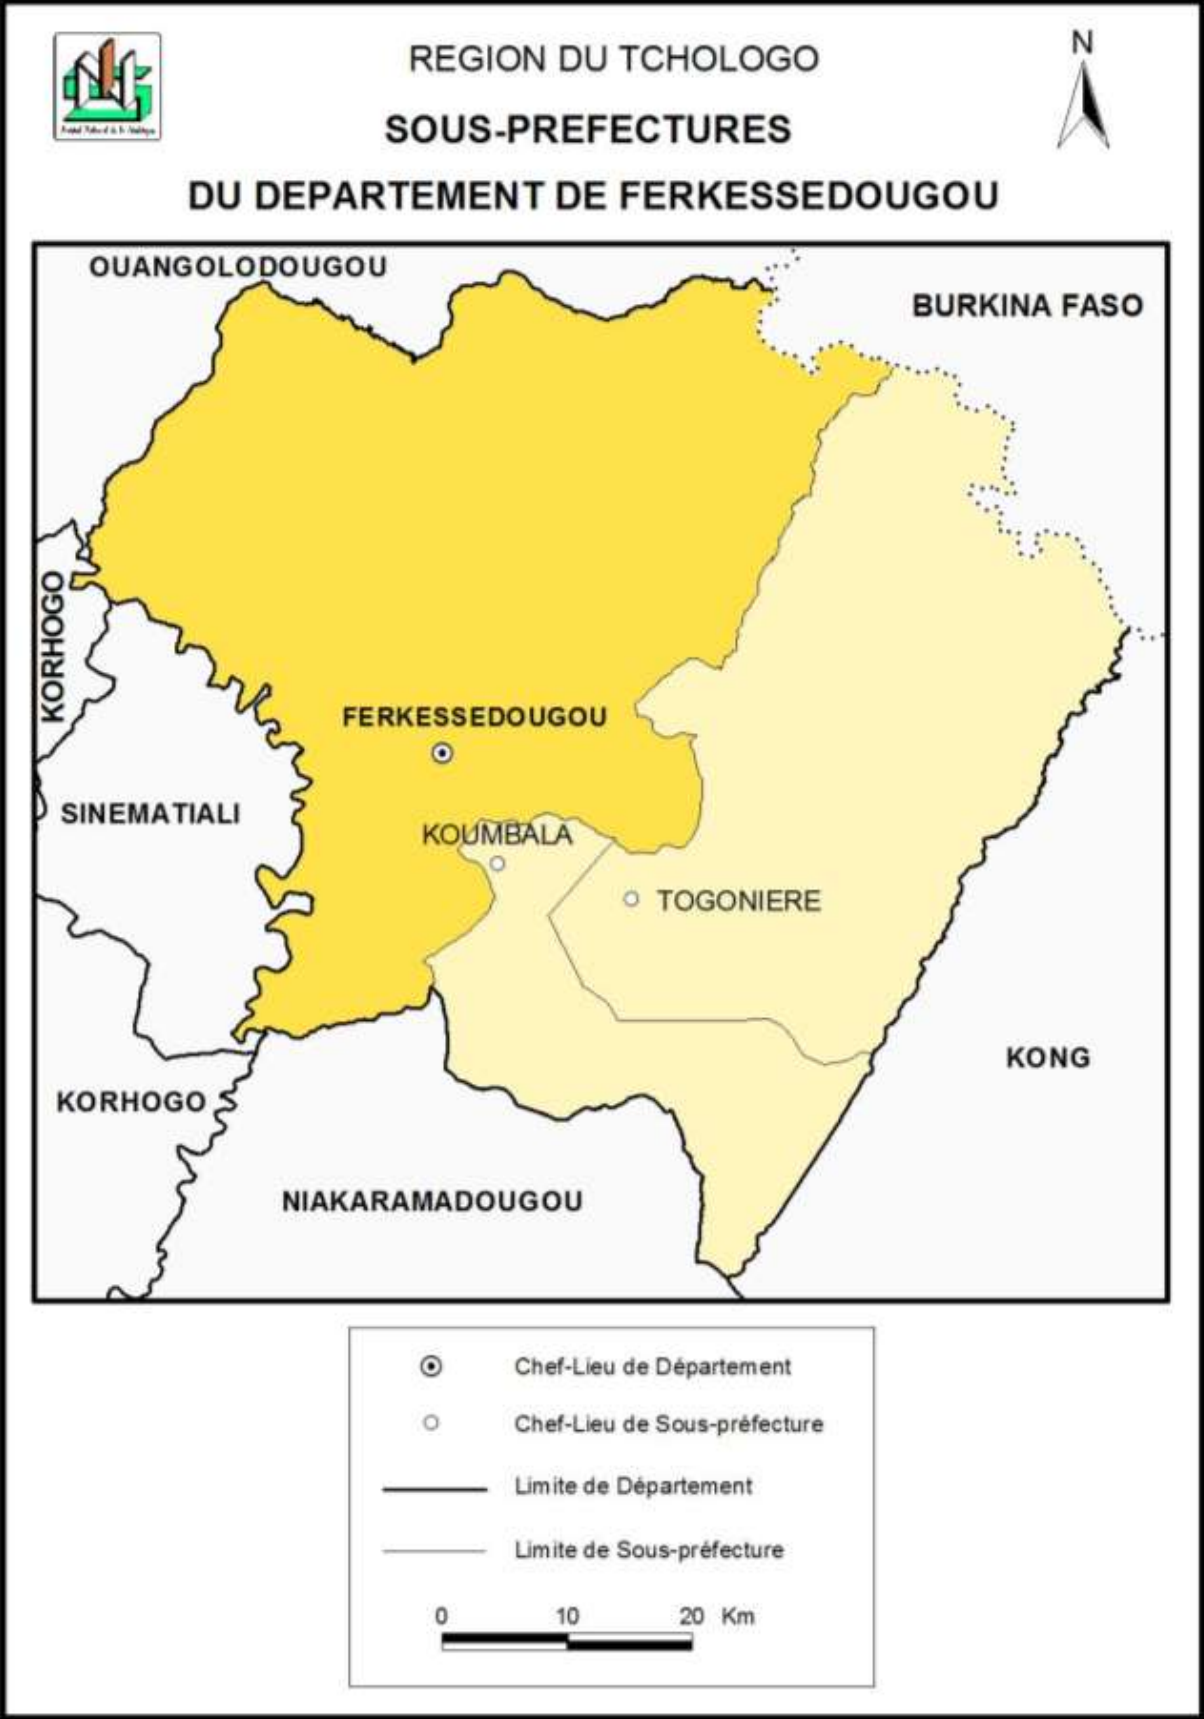 REGION DU TCHOLOGO
N
SOUS-PREFECTURES
DU DEPARTEMENT DE FERKESSEDOUGOU
OUANGOLODOUGOU
BURKINA FASO
KORHOGO
FERKESSEDOUGOU
SINEMATIALI
KOUMBALA
TOGONIERE
KONG
KORHOGO
NIAKARAMADOUGOU
Chef-Lieu de Département
Chef-Lieu de Sous-préfecture
Limite de Département
Limite de Sous-préfecture
0 10 20 Km